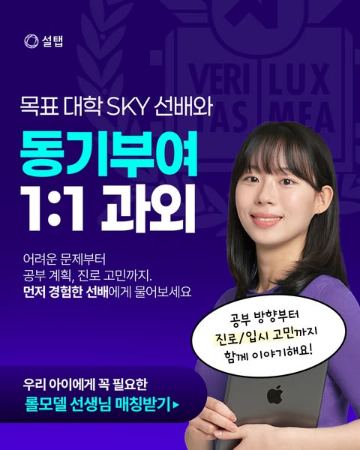 설탭
VERI LUX
TAS MEA
목표 대학 SKY 선배와
동기부여
1:1 과외
어려운 문제부터
공부 계획, 진로 고민까지.
먼저 경험한 선배에게 물어보세요
공부 방향부터
진로/입시 고민까지
함께 이야기해요!
우리 아이에게 꼭 필요한
롤모델 선생님 매칭받기▶